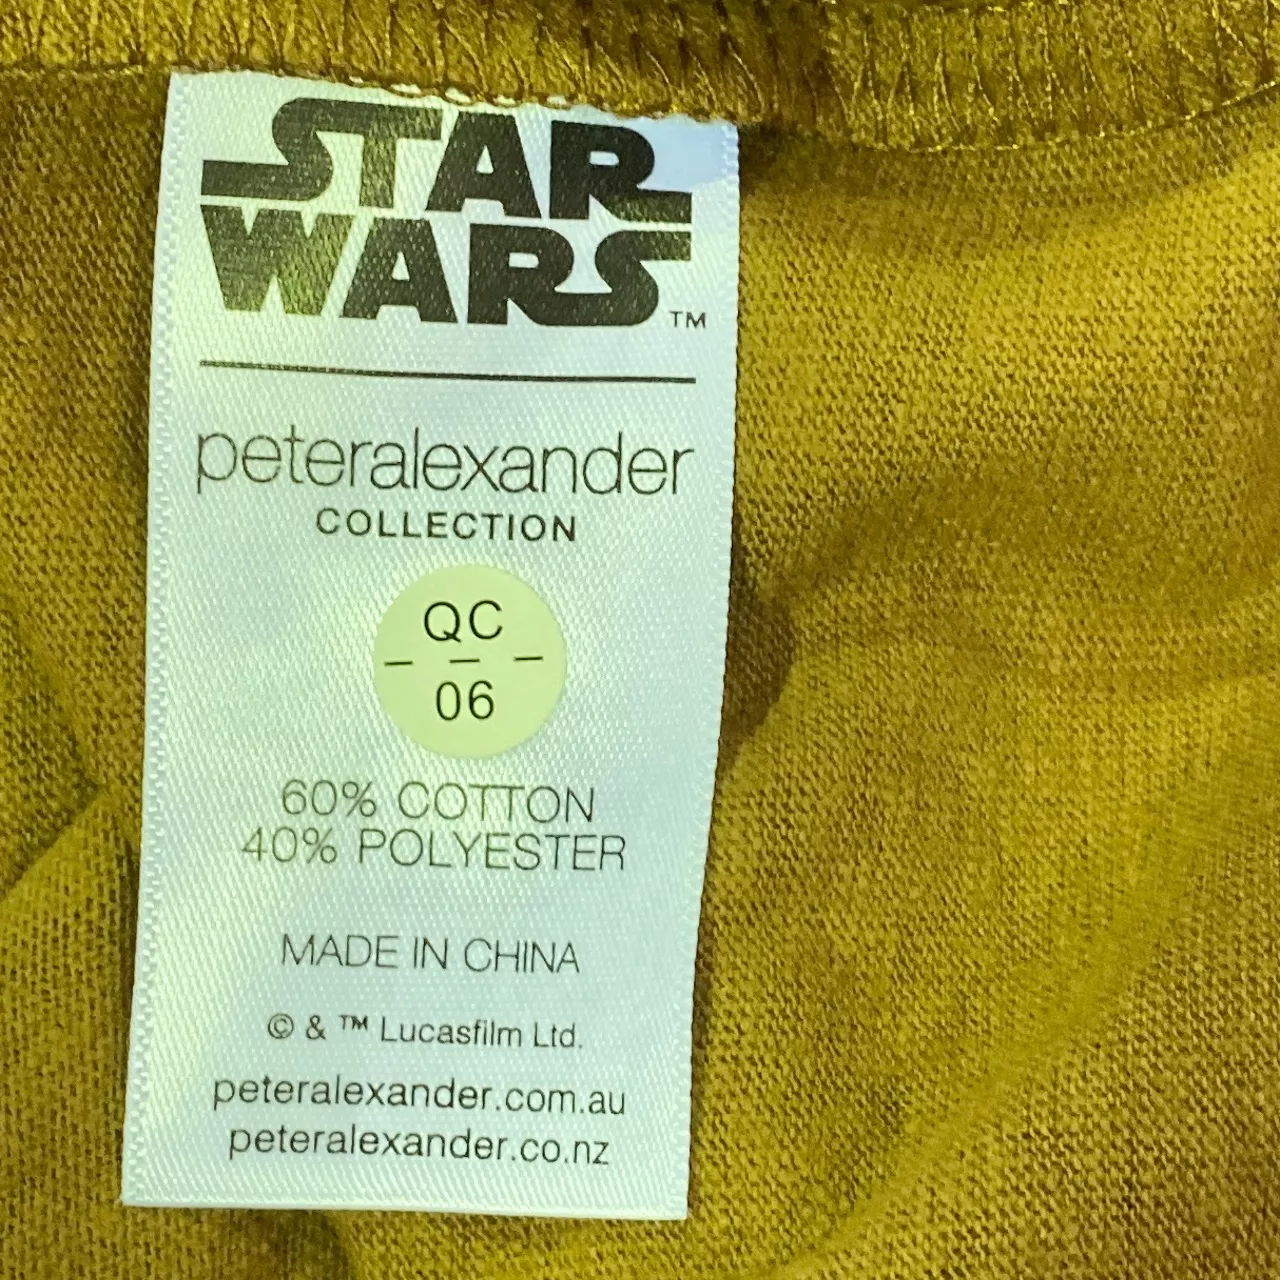 STAR
WARS™
peteralexander
COLLECTION
QC
- - -
06
60% COTTON
40% POLYESTER
MADE IN CHINA
© & ™ Lucasfilm Ltd.
peteralexander.com.au
peteralexander.co.nz